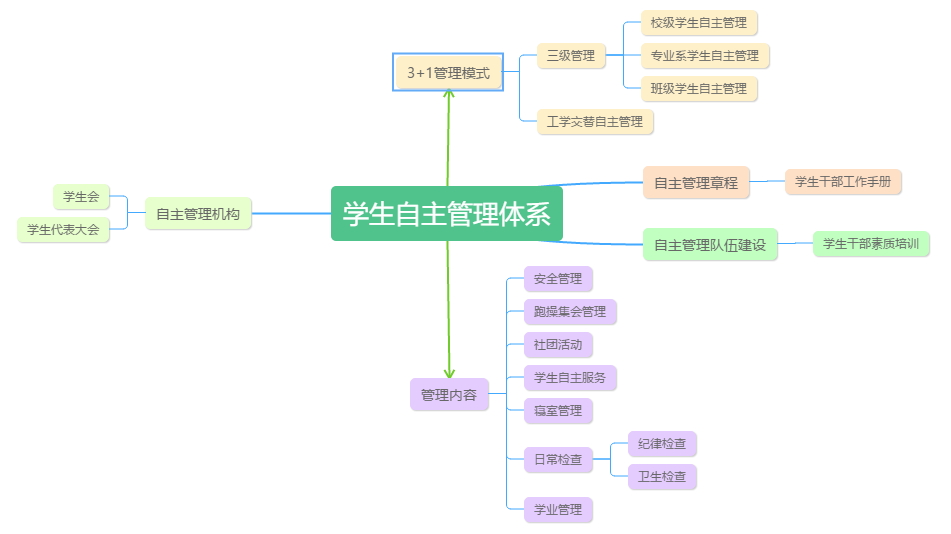 学生自主管理体系
3+1管理模式
三级管理
校级学生自主管理
专业系学生自主管理
班级学生自主管理
工学交替自主管理
自主管理章程
学生干部工作手册
自主管理队伍建设
学生干部素质培训
自主管理机构
学生会
学生代表大会
管理内容
安全管理
跑操集会管理
社团活动
学生自主服务
寝室管理
日常检查
纪律检查
卫生检查
学业管理